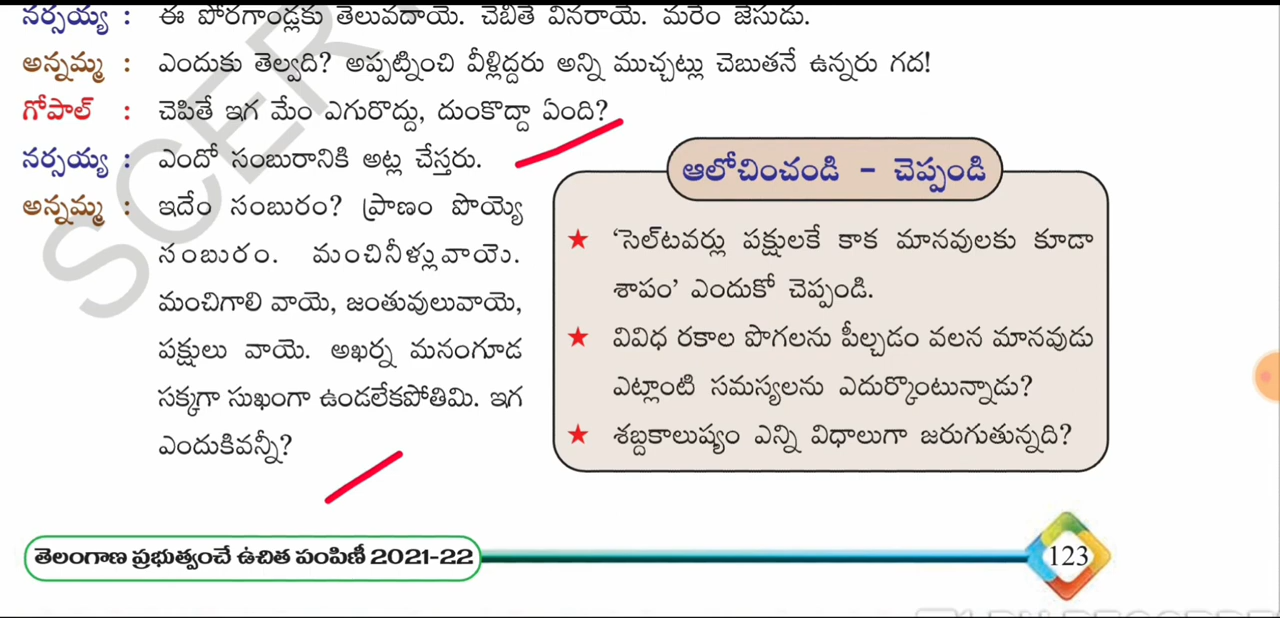 నర్సయ్య : ఈ పోరగాండ్లకు తెలువదాయె. చెబితే వినరాయె. మరేం జేసుడు.
అన్నమ్మ : ఎందుకు తెల్వది? అప్పట్నించి వీళ్లిద్దరు అన్ని ముచ్చట్లు చెబుతనే ఉన్నరు గద!
గోపాల్ : చెపితే ఇగ మేం ఎగురొద్దు, దుంకొద్దా ఏంది?
నర్సయ్య : ఎందో సంబురానికి అట్ల చేస్తరు.
అన్నమ్మ : ఇదేం సంబురం? ప్రాణం పొయ్యె
సంబురం. మంచినీళ్లువాయె.
మంచిగాలి వాయె, జంతువులువాయె,
పక్షులు వాయె. అఖర్న మనంగూడ
సక్కగా సుఖంగా ఉండలేకపోతిమి. ఇగ
ఎందుకివన్నీ?
ఆలోచించండి - చెప్పండి
★ 'సెల్‌టవర్లు పక్షులకే కాక మానవులకు కూడా
శాపం' ఎందుకో చెప్పండి.
★ వివిధ రకాల పొగలను పీల్చడం వలన మానవుడు
ఎట్లాంటి సమస్యలను ఎదుర్కొంటున్నాడు?
★ శబ్దకాలుష్యం ఎన్ని విధాలుగా జరుగుతున్నది?
తెలంగాణ ప్రభుత్వంచే ఉచిత పంపిణీ 2021-22
123
SCER